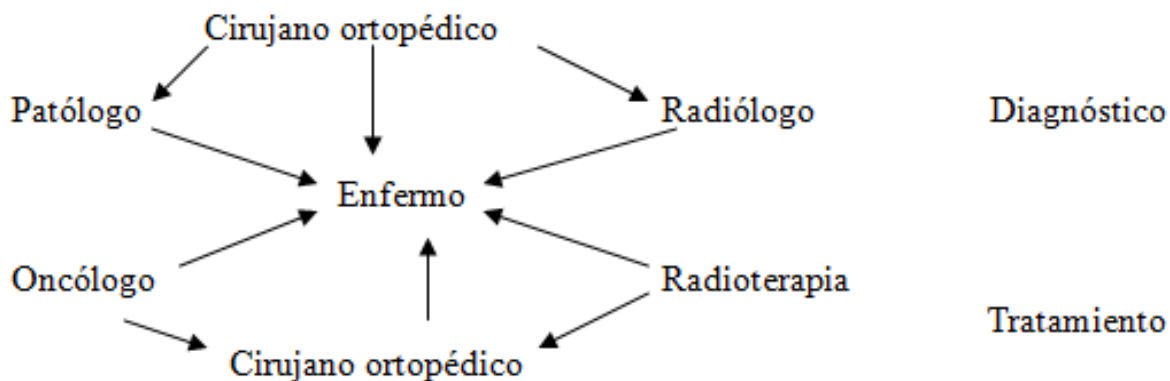 Cirujano ortopédico
Patólogo
Radiólogo
Diagnóstico
Enfermo
Oncólogo
Radioterapia
Tratamiento
Cirujano ortopédico